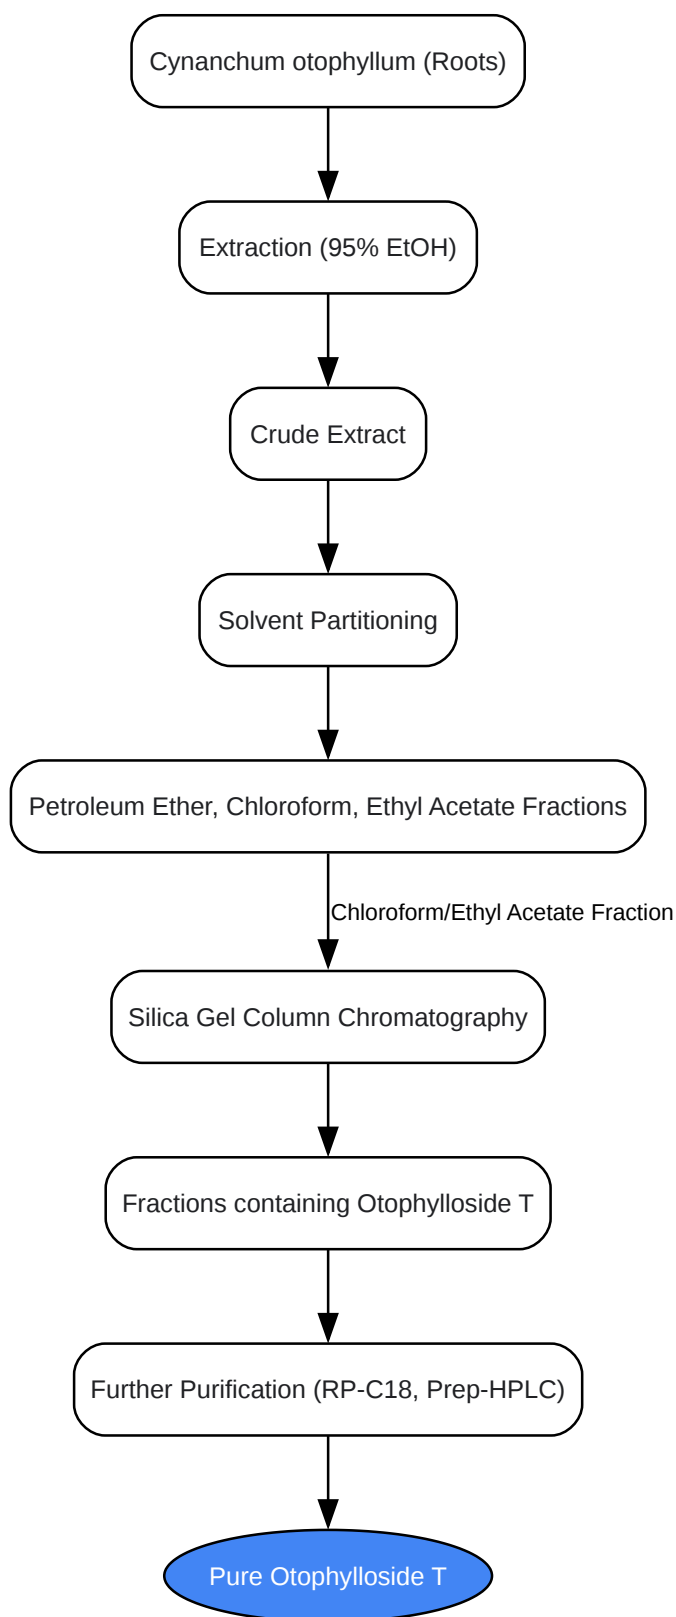 Cynanchum otophyllum (Roots)
Extraction (95% EtOH)
Crude Extract
Solvent Partitioning
Petroleum Ether, Chloroform, Ethyl Acetate Fractions
Chloroform/Ethyl Acetate Fraction
Silica Gel Column Chromatography
Fractions containing Otophylloside T
Further Purification (RP-C18, Prep-HPLC)
Pure Otophylloside T